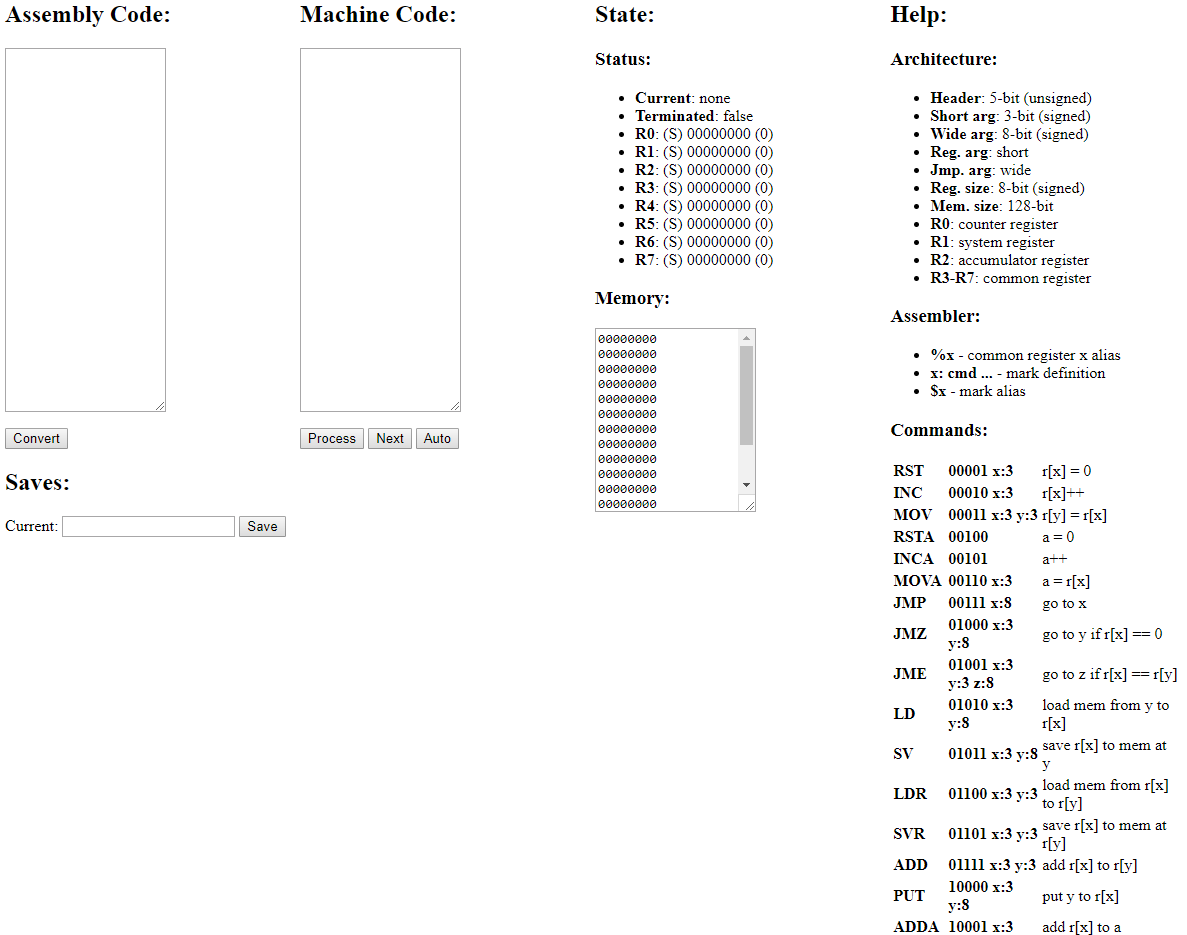 Assembly Code:
Convert
Saves:
Current:
Save
Machine Code:
Process Next Auto
State:
Status:
Current: none
Terminated: false
R0: (S) 00000000 (0)
R1: (S) 00000000 (0)
R2: (S) 00000000 (0)
R3: (S) 00000000 (0)
R4: (S) 00000000 (0)
R5: (S) 00000000 (0)
R6: (S) 00000000 (0)
R7: (S) 00000000 (0)
Memory:
00000000
00000000
00000000
00000000
00000000
00000000
00000000
00000000
00000000
00000000
00000000
00000000
Help:
Architecture:
Header: 5-bit (unsigned)
Short arg: 3-bit (signed)
Wide arg: 8-bit (signed)
Reg. arg: short
Jmp. arg: wide
Reg. size: 8-bit (signed)
Mem. size: 128-bit
R0: counter register
R1: system register
R2: accumulator register
R3-R7: common register
Assembler:
%x - common register x alias
x: cmd ... - mark definition
$x - mark alias
Commands:
RST 00001 x:3 r[x] = 0
INC 00010 x:3 r[x]++
MOV 00011 x:3 y:3 r[y] = r[x]
RSTA 00100 a = 0
INCA 00101 a++
MOVA 00110 x:3 a = r[x]
JMP 00111 x:8 go to x
JMZ 01000 x:3
y:8 go to y if r[x] == 0
JME 01001 x:3
y:3 z:8 go to z if r[x] == r[y]
LD 01010 x:3
y:8 load mem from y to
r[x]
SV 01011 x:3 y:8 save r[x] to mem at
y
LDR 01100 x:3 y:3 load mem from r[x]
to r[y]
SVR 01101 x:3 y:3 save r[x] to mem at
r[y]
ADD 01111 x:3 y:3 add r[x] to r[y]
PUT 10000 x:3
y:8 put y to r[x]
ADDA 10001 x:3 add r[x] to a